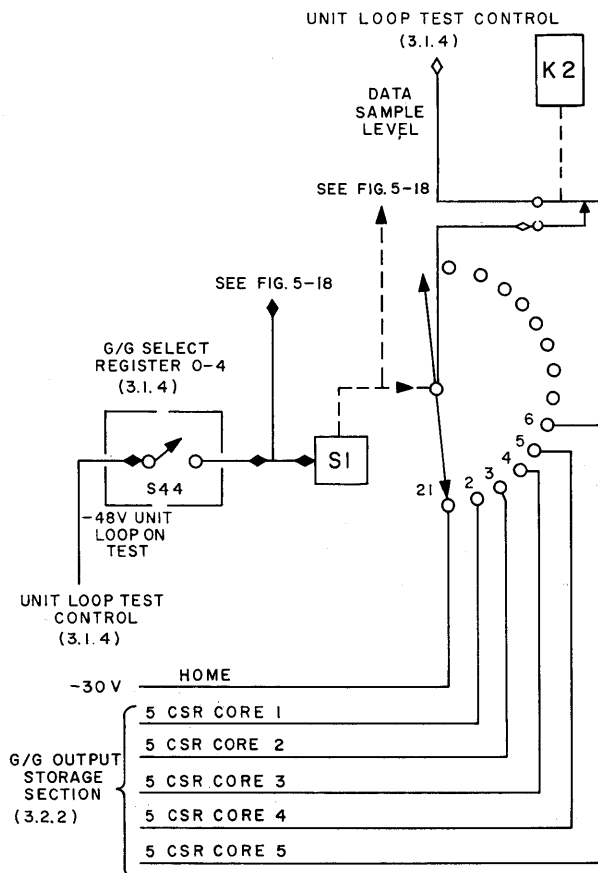 UNIT LOOP TEST CONTROL
(3.1.4)
K2
DATA
SAMPLE
LEVEL
SEE FIG. 5-18
SEE FIG. 5-18
G/G SELECT
REGISTER 0-4
(3.1.4)
S44
S1
-48V UNIT
LOOP ON
TEST
UNIT LOOP TEST
CONTROL
(3.1.4)
6
5
4
3
2
21
-30V
HOME
5 CSR CORE 1
5 CSR CORE 2
5 CSR CORE 3
5 CSR CORE 4
5 CSR CORE 5
G/G OUTPUT
STORAGE
SECTION
(3.2.2)